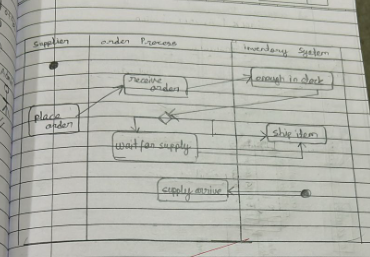 Supplier
order Process
Inventory System
receive
order
enough in stock
place
order
ship item
wait for supply
supply arrive